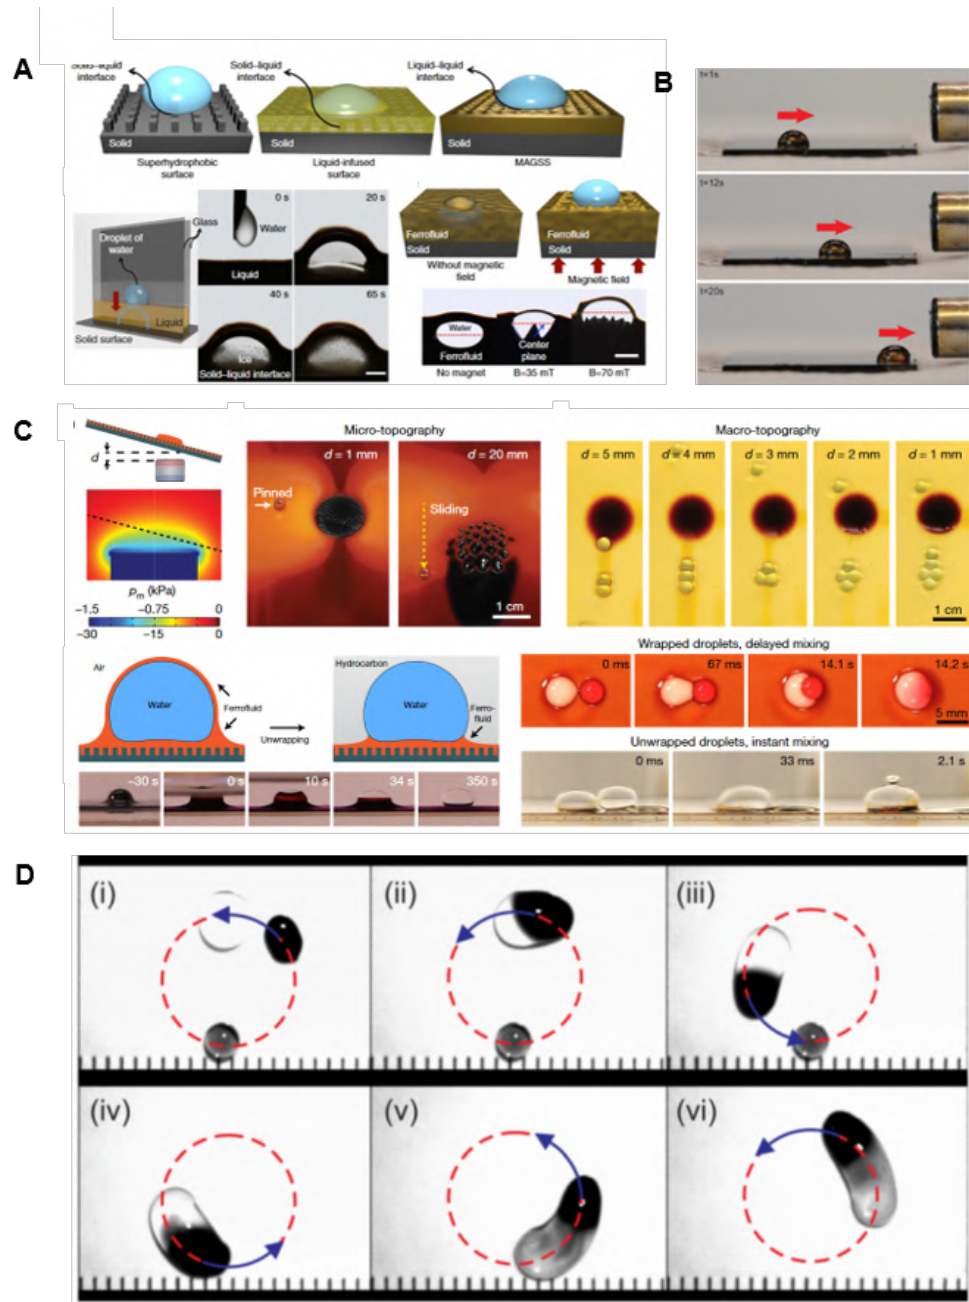 A
Solid–liquid
interface
Solid
Superhydrophobic
surface
Solid–liquid
interface
Solid
Liquid-infused
surface
Liquid–liquid
interface
Solid
MAGSS
Glass
Droplet of
water
Liquid
Solid surface
0 s
Water
Liquid
20 s
40 s
Ice
Solid–liquid interface
65 s
Ferrofluid
Solid
Without magnetic
field
Ferrofluid
Solid
Magnetic field
Water
Ferrofluid
No magnet
Center
plane
B=35 mT
B=70 mT
B
t=1s
t=12s
t=20s
C
d
pm (kPa)
−1.5 −0.75 0
−30 −15 0
Micro-topography
d = 1 mm
Pinned
d = 20 mm
Sliding
1 cm
Macro-topography
d = 5 mm
d = 4 mm
d = 3 mm
d = 2 mm
d = 1 mm
1 cm
Air
Water
Ferrofluid
Unwrapping
Hydrocarbon
Water
Ferro-
fluid
−30 s
0 s
10 s
34 s
350 s
Wrapped droplets, delayed mixing
0 ms
67 ms
14.1 s
14.2 s
5 mm
Unwrapped droplets, instant mixing
0 ms
33 ms
2.1 s
D
(i)
(ii)
(iii)
(iv)
(v)
(vi)